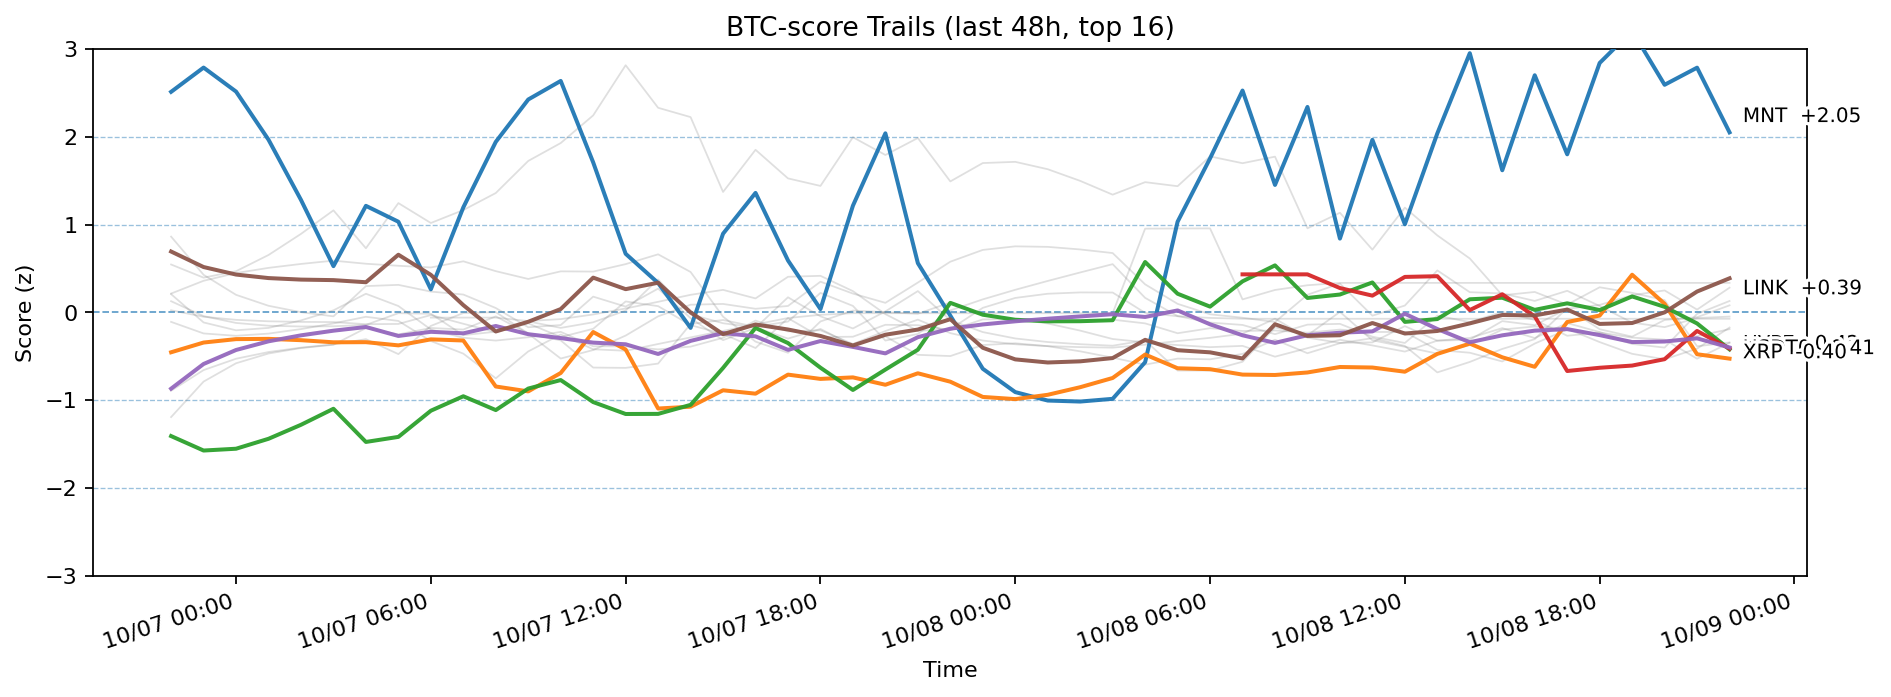 BTC-score Trails (last 48h, top 16)
Score (z)
3
2
1
0
−1
−2
−3
MNT +2.05
LINK +0.39
XRP -0.40
10/07 00:00
10/07 06:00
10/07 12:00
10/07 18:00
10/08 00:00
10/08 06:00
10/08 12:00
10/08 18:00
10/09 00:00
Time